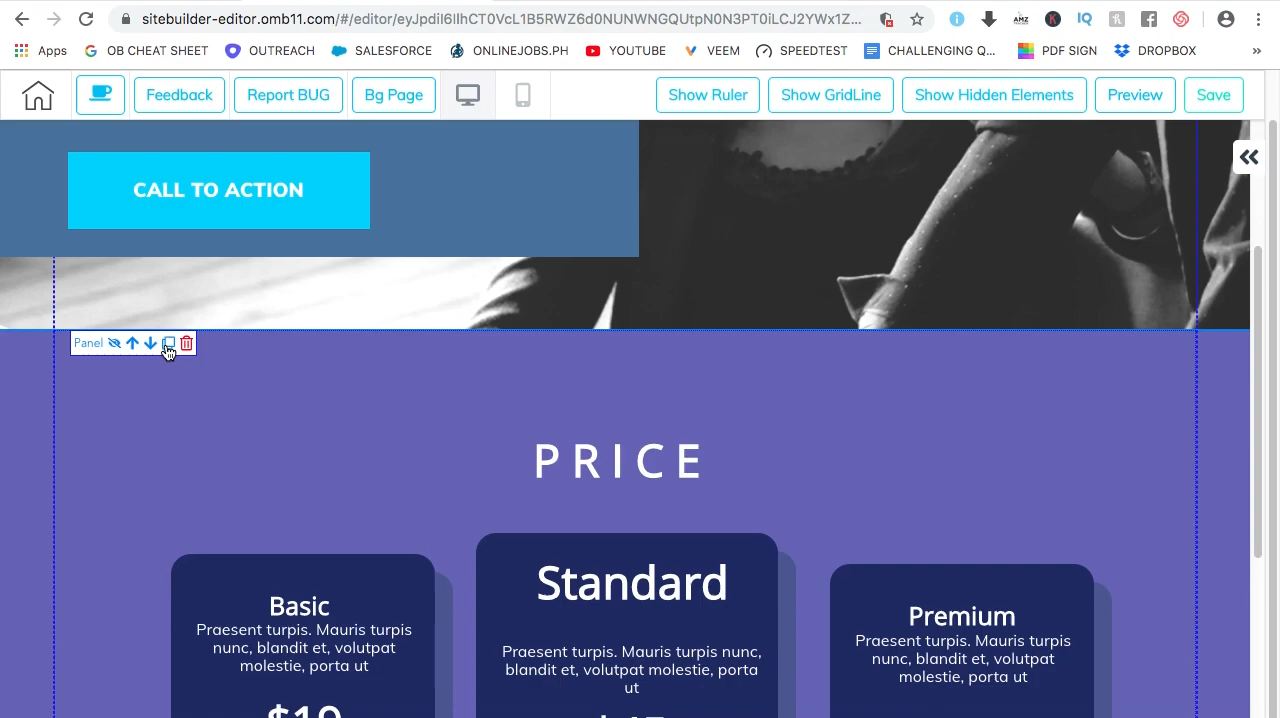 sitebuilder-editor.omb11.com/#/editor/eyJpdiI6IlhCT0VcL1B5RWZ6d0NUNWNGQUtpN0N3PT0iLCJ2YWx1Z...
Apps OB CHEAT SHEET OUTREACH SALESFORCE ONLINEJOBS.PH YOUTUBE VEEM SPEEDTEST CHALLENGING Q... PDF SIGN DROPBOX »
Feedback Report BUG Bg Page Show Ruler Show GridLine Show Hidden Elements Preview Save
CALL TO ACTION
Panel
PRICE
Basic
Praesent turpis. Mauris turpis
nunc, blandit et, volutpat
molestie, porta ut
$19
Standard
Praesent turpis. Mauris turpis nunc,
blandit et, volutpat molestie, porta
ut
Premium
Praesent turpis. Mauris turpis
nunc, blandit et, volutpat
molestie, porta ut